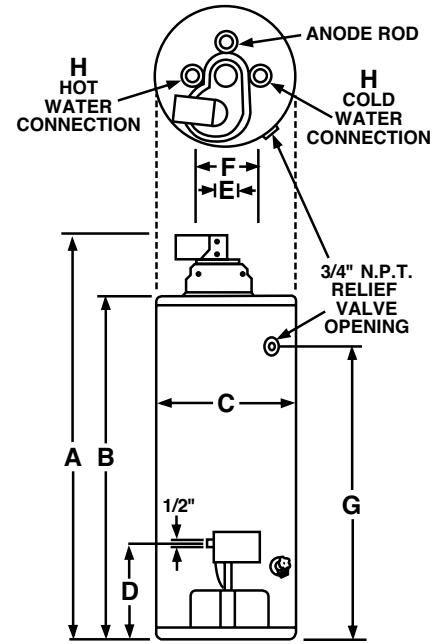 ANODE ROD
H
HOT
WATER
CONNECTION
H
COLD
WATER
CONNECTION
F
E
3/4" N.P.T.
RELIEF
VALVE
OPENING
C
A
B
G
1/2"
D